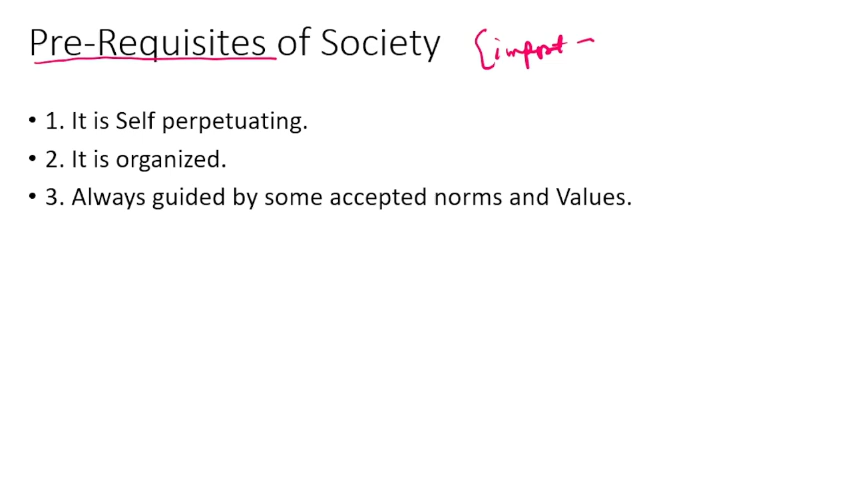 Pre-Requisites of Society {import -
• 1. It is Self perpetuating.
• 2. It is organized.
• 3. Always guided by some accepted norms and Values.